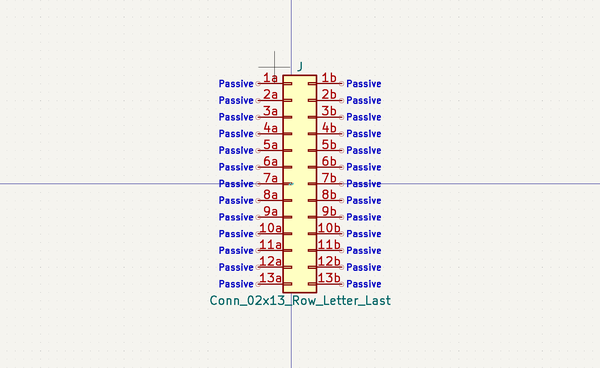 J
Passive 1a 1b Passive
Passive 2a 2b Passive
Passive 3a 3b Passive
Passive 4a 4b Passive
Passive 5a 5b Passive
Passive 6a 6b Passive
Passive 7a 7b Passive
Passive 8a 8b Passive
Passive 9a 9b Passive
Passive 10a 10b Passive
Passive 11a 11b Passive
Passive 12a 12b Passive
Passive 13a 13b Passive
Conn_02x13_Row_Letter_Last